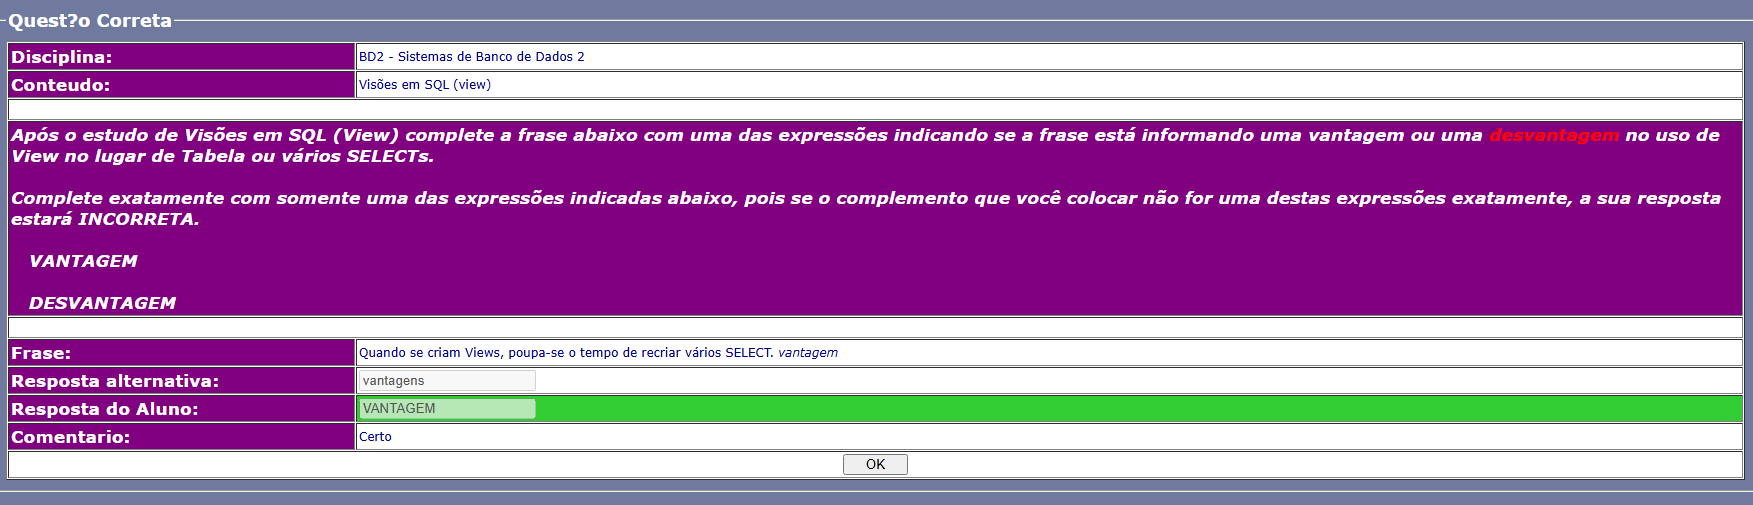 Quest?o Correta
Disciplina:
BD2 - Sistemas de Banco de Dados 2
Conteudo:
Visões em SQL (view)
Após o estudo de Visões em SQL (View) complete a frase abaixo com uma das expressões indicando se a frase está informando uma vantagem ou uma desvantagem no uso de
View no lugar de Tabela ou vários SELECTs.
Complete exatamente com somente uma das expressões indicadas abaixo, pois se o complemento que você colocar não for uma destas expressões exatamente, a sua resposta
estará INCORRETA.
VANTAGEM
DESVANTAGEM
Frase:
Quando se criam Views, poupa-se o tempo de recriar vários SELECT. vantagem
Resposta alternativa:
vantagens
Resposta do Aluno:
VANTAGEM
Comentario:
Certo
OK